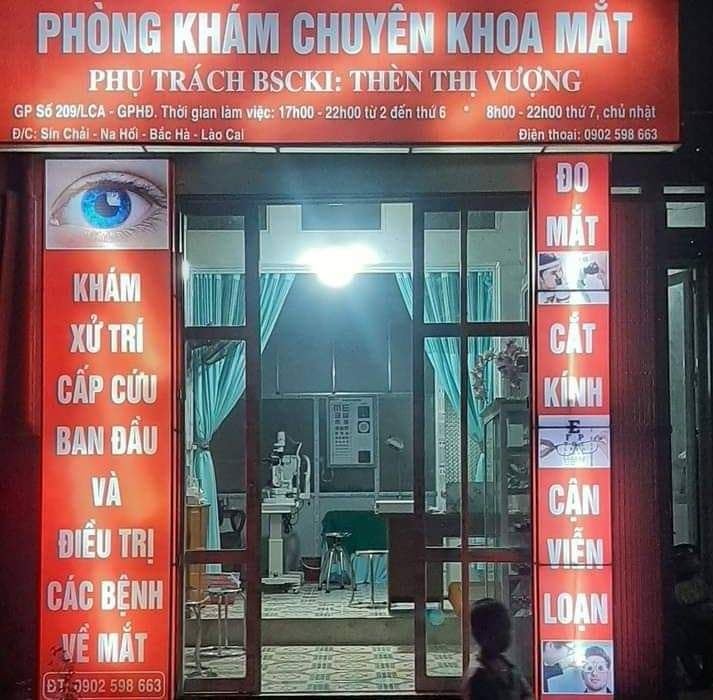 PHÒNG KHÁM CHUYÊN KHOA MẮT
PHỤ TRÁCH BSCKI: THÈN THỊ VƯỢNG
GP Số 209/LCA - GPHĐ. Thời gian làm việc: 17h00 - 22h00 từ 2 đến thứ 6 * 8h00 - 22h00 thứ 7, chủ nhật
Đ/C: Sín Chải - Na Hối - Bắc Hà - Lào Cai Điện thoại: 0902 598 663
KHÁM
XỬ TRÍ
CẤP CỨU
BAN ĐẦU
VÀ
ĐIỀU TRỊ
CÁC BỆNH
VỀ MẮT
ĐT: 0902 598 663
ĐO
MẮT
CẮT
KÍNH
E
F P
CẬN
VIỄN
LOẠN